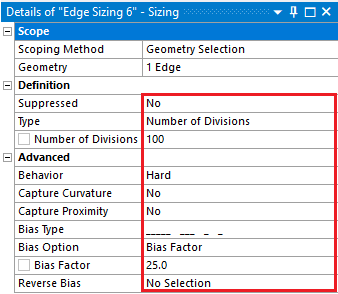 Details of "Edge Sizing 6" - Sizing
Scope
Scoping Method Geometry Selection
Geometry 1 Edge
Definition
Suppressed No
Type Number of Divisions
Number of Divisions 100
Advanced
Behavior Hard
Capture Curvature No
Capture Proximity No
Bias Type _____ ___ _ _
Bias Option Bias Factor
Bias Factor 25.0
Reverse Bias No Selection